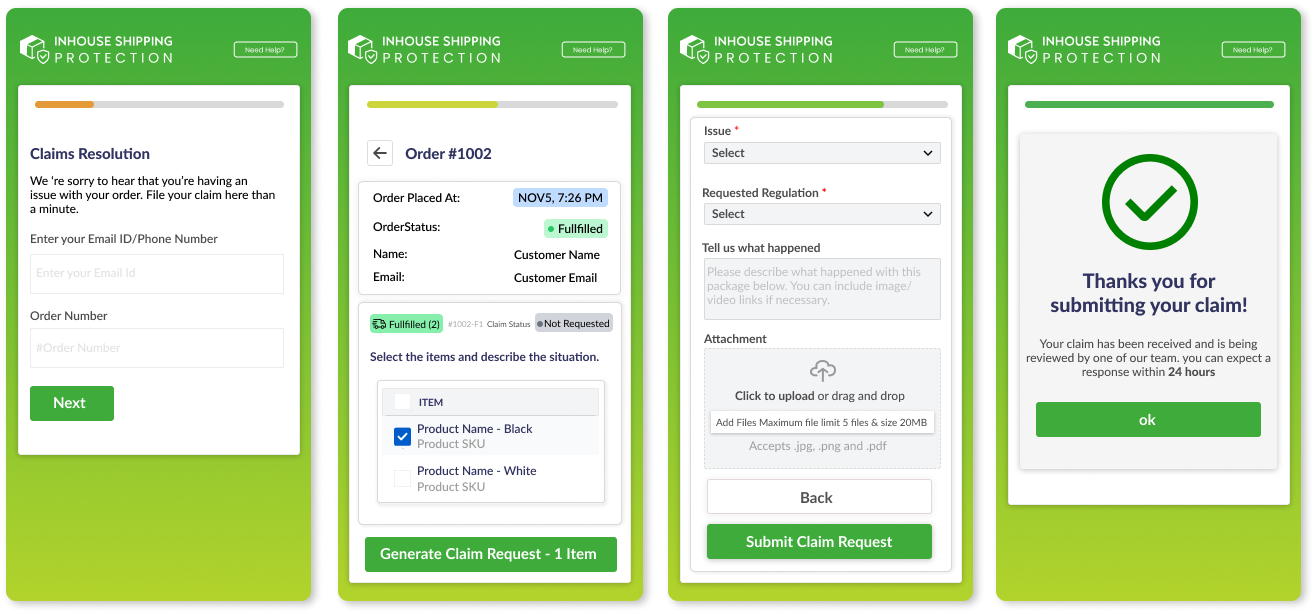 INHOUSE SHIPPING
PROTECTION
Need Help?
Claims Resolution
We ‘re sorry to hear that you’re having an
issue with your order. File your claim here than
a minute.
Enter your Email ID/Phone Number
Enter your Email Id
Order Number
#Order Number
Next
INHOUSE SHIPPING
PROTECTION
Need Help?
Order #1002
Order Placed At:
NOV5, 7:26 PM
OrderStatus:
Fullfilled
Name:
Customer Name
Email:
Customer Email
Fullfilled (2) #1002-F1 Claim Status Not Requested
Select the items and describe the situation.
ITEM
Product Name - Black
Product SKU
Product Name - White
Product SKU
Generate Claim Request - 1 Item
INHOUSE SHIPPING
PROTECTION
Need Help?
Issue *
Select
Requested Regulation *
Select
Tell us what happened
Please describe what happened with this
package below. You can include image/
video links if necessary.
Attachment
Click to upload or drag and drop
Add Files Maximum file limit 5 files & size 20MB
Accepts .jpg, .png and .pdf
Back
Submit Claim Request
INHOUSE SHIPPING
PROTECTION
Need Help?
Thanks you for
submitting your claim!
Your claim has been received and is being
reviewed by one of our team. you can expect a
response within 24 hours
ok